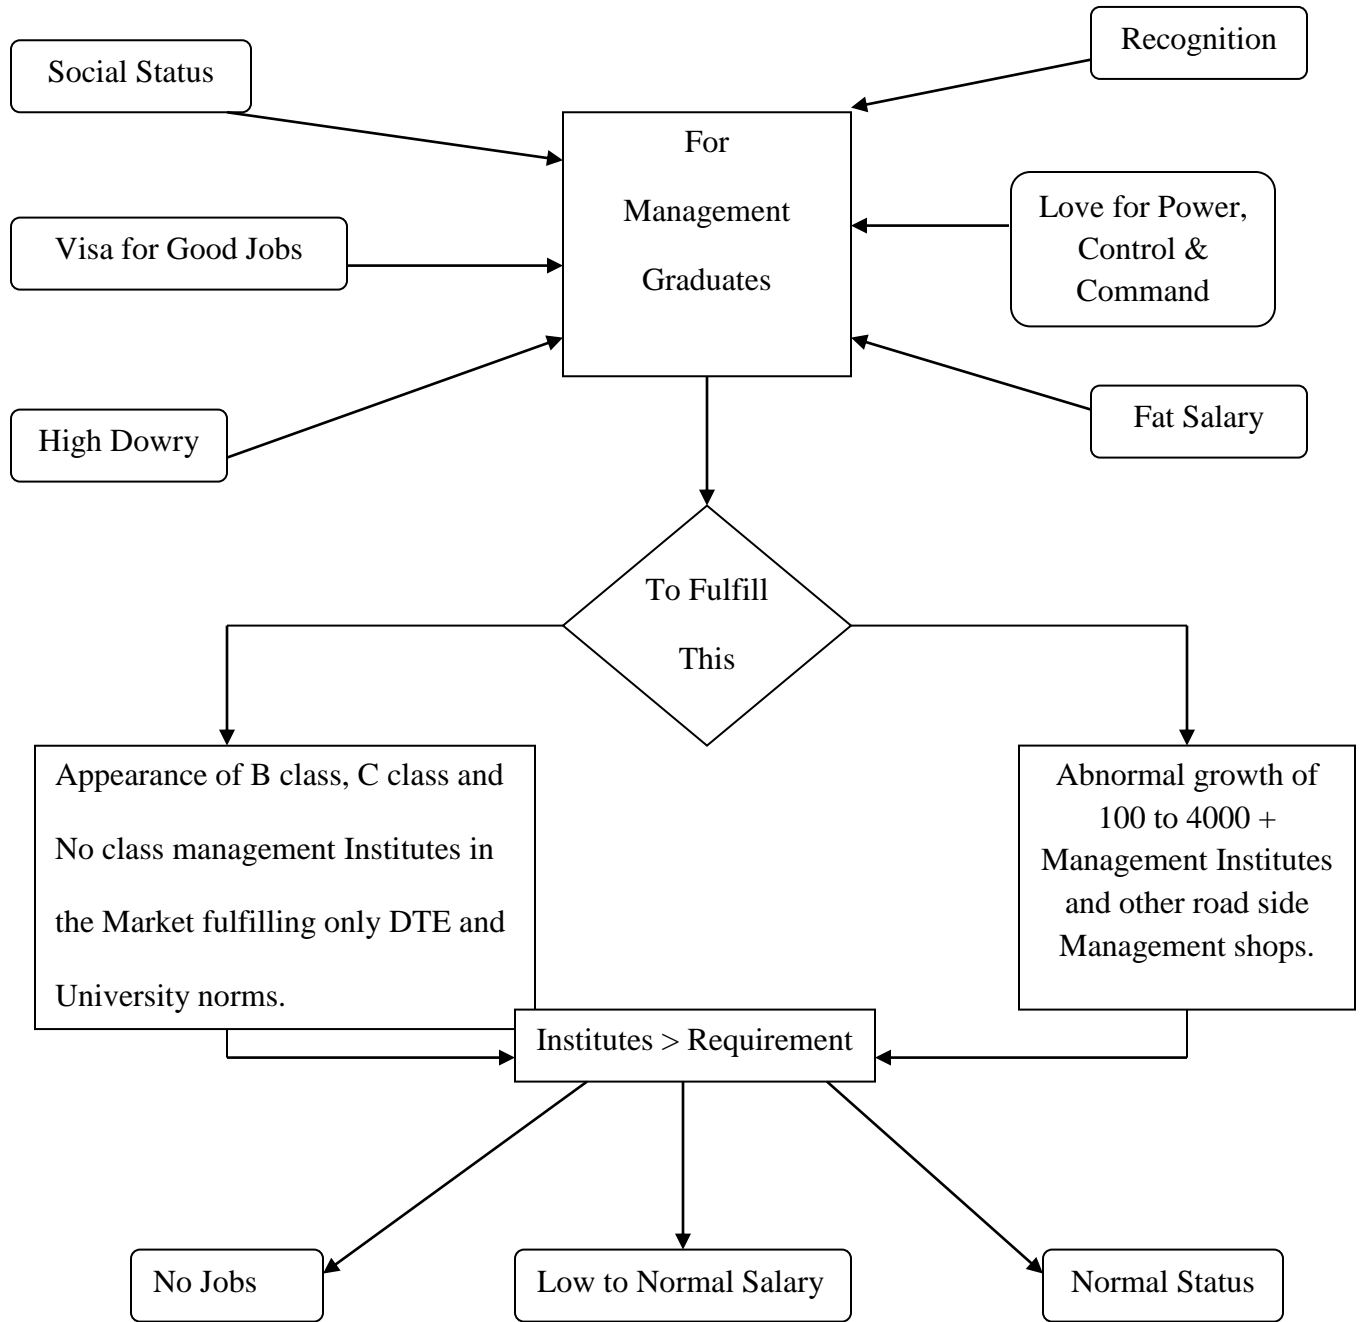 Social Status
Recognition
For
Management
Graduates
Visa for Good Jobs
Love for Power,
Control &
Command
High Dowry
Fat Salary
To Fulfill
This
Appearance of B class, C class and
No class management Institutes in
the Market fulfilling only DTE and
University norms.
Abnormal growth of
100 to 4000 +
Management Institutes
and other road side
Management shops.
Institutes > Requirement
No Jobs
Low to Normal Salary
Normal Status